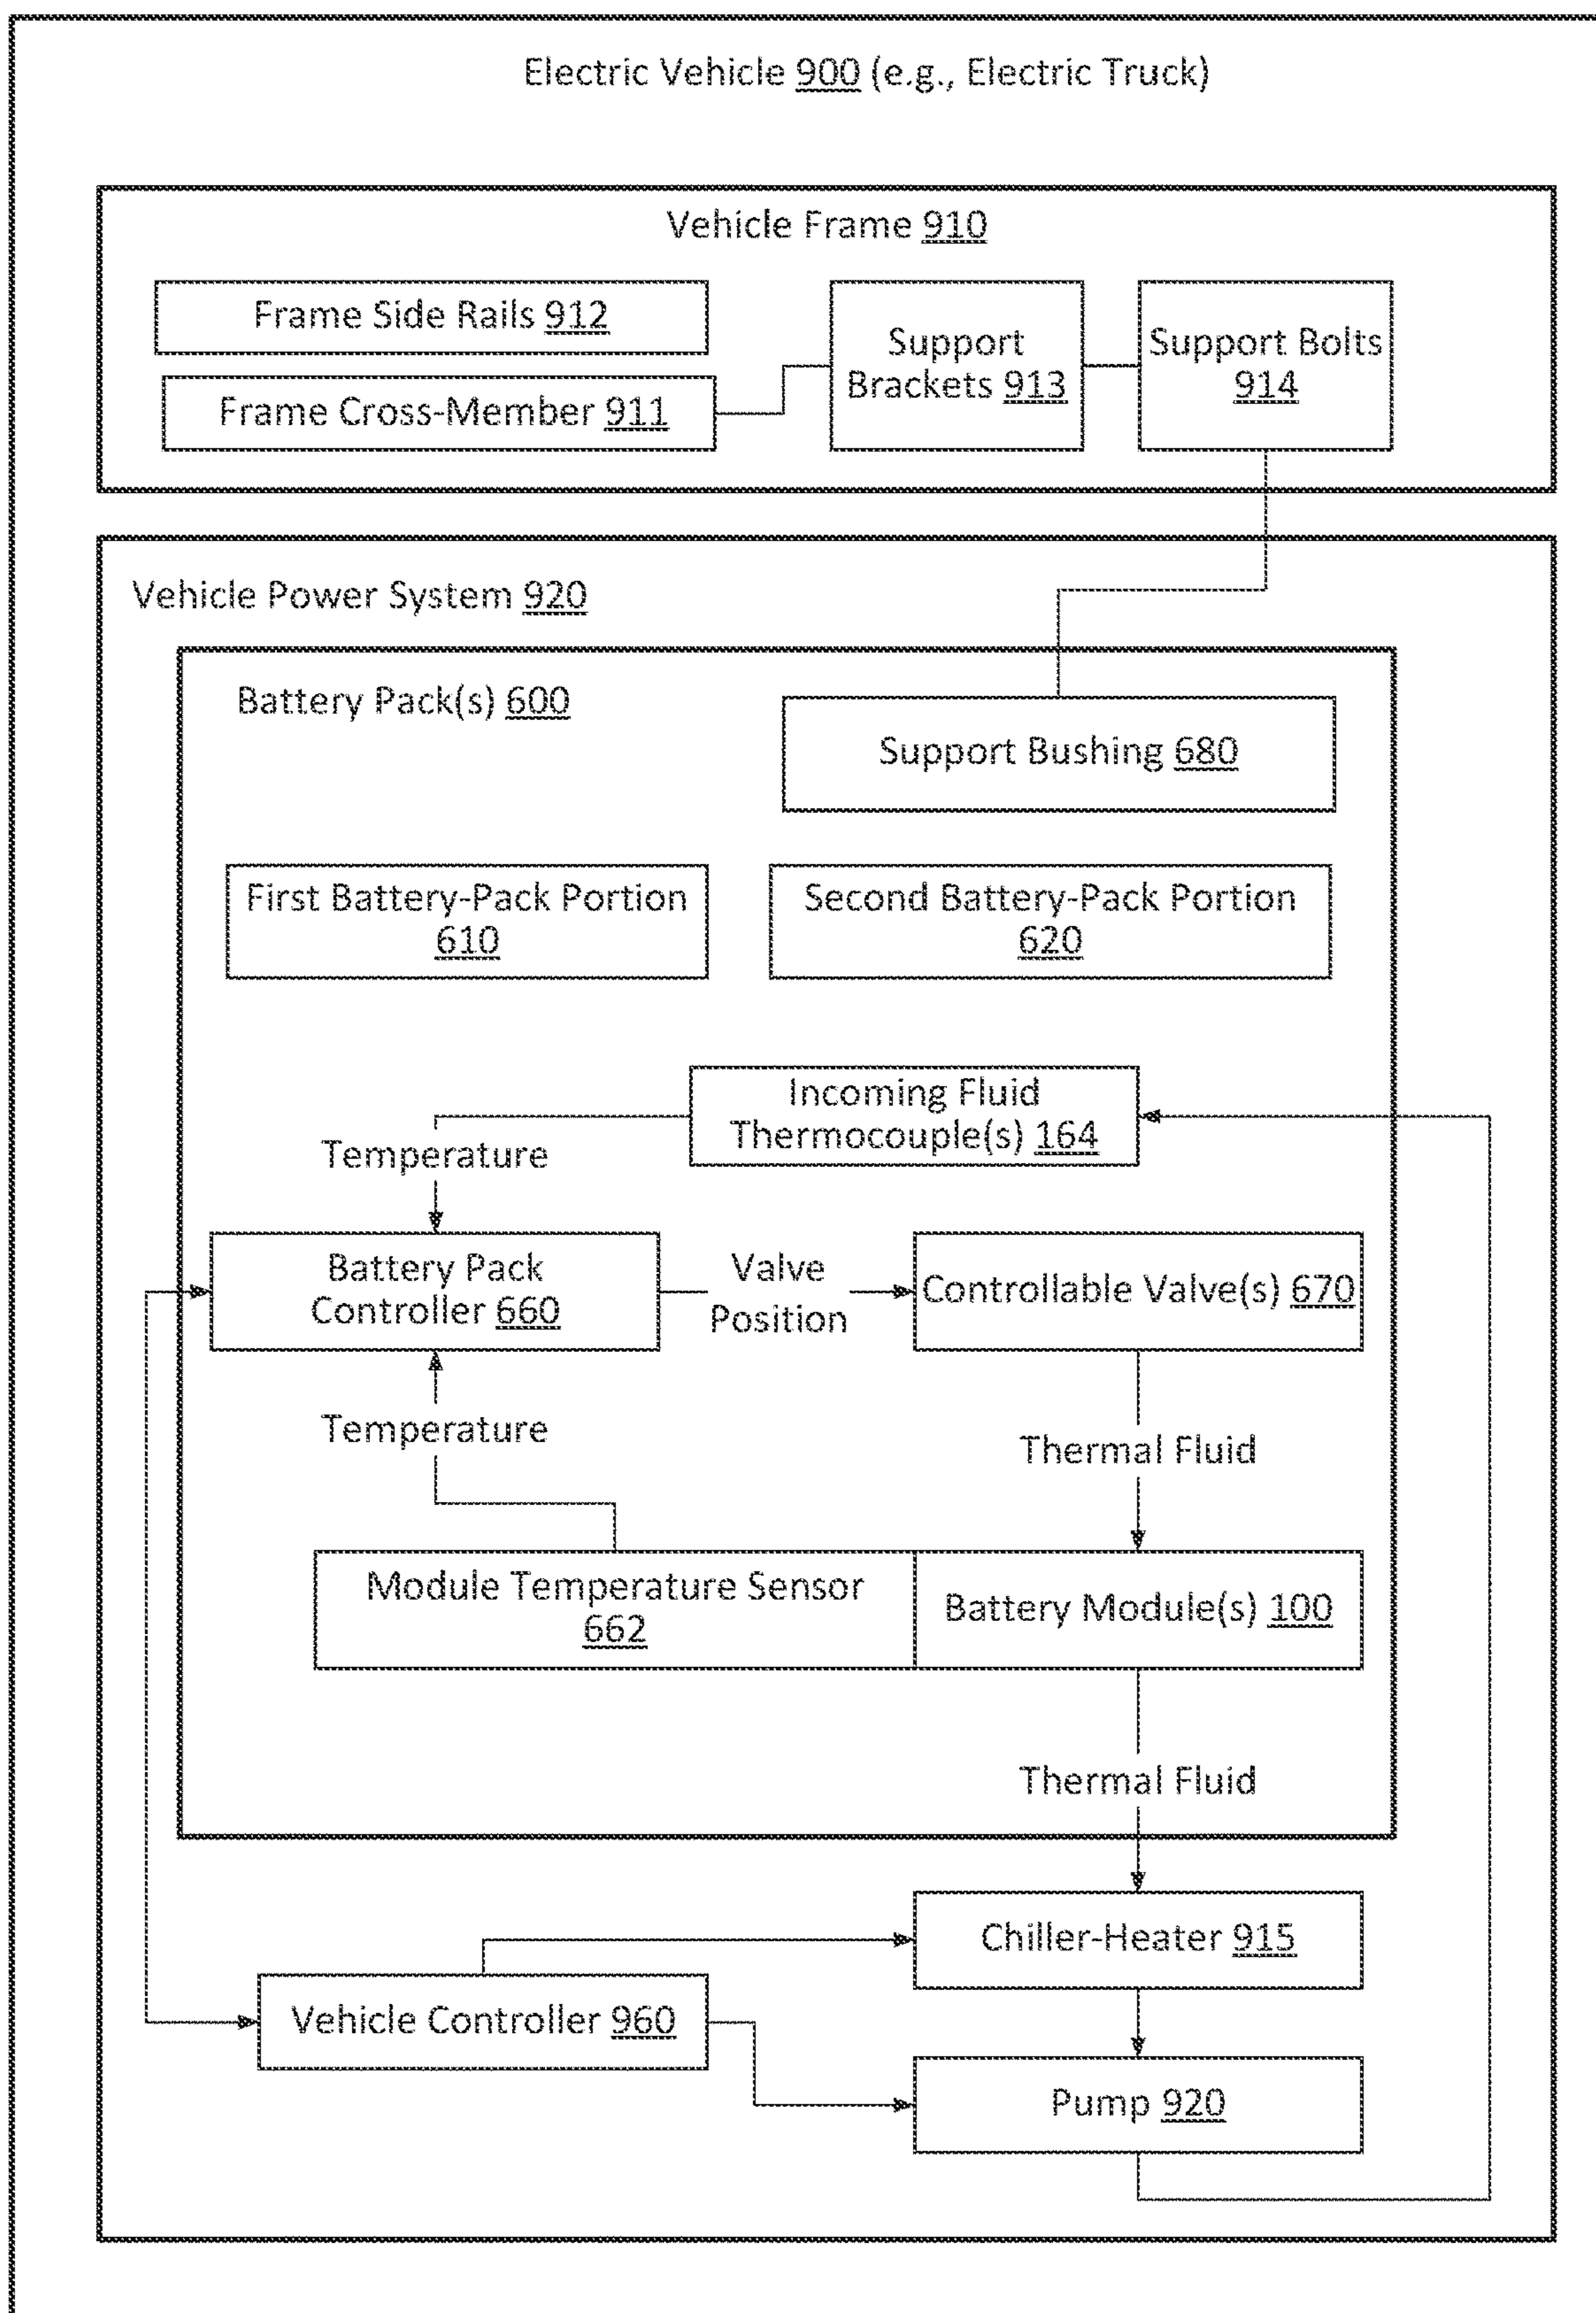 Electric Vehicle 900 (e.g., Electric Truck)
Vehicle Frame 910
Frame Side Rails 912
Frame Cross-Member 911
Support
Brackets 913
Support Bolts
914
Vehicle Power System 920
Battery Pack(s) 600
Support Bushing 680
First Battery-Pack Portion
610
Second Battery-Pack Portion
620
Incoming Fluid
Thermocouple(s) 164
Temperature
Battery Pack
Controller 660
Valve
Position
Controllable Valve(s) 670
Temperature
Thermal Fluid
Module Temperature Sensor
662
Battery Module(s) 100
Thermal Fluid
Chiller-Heater 915
Vehicle Controller 960
Pump 920